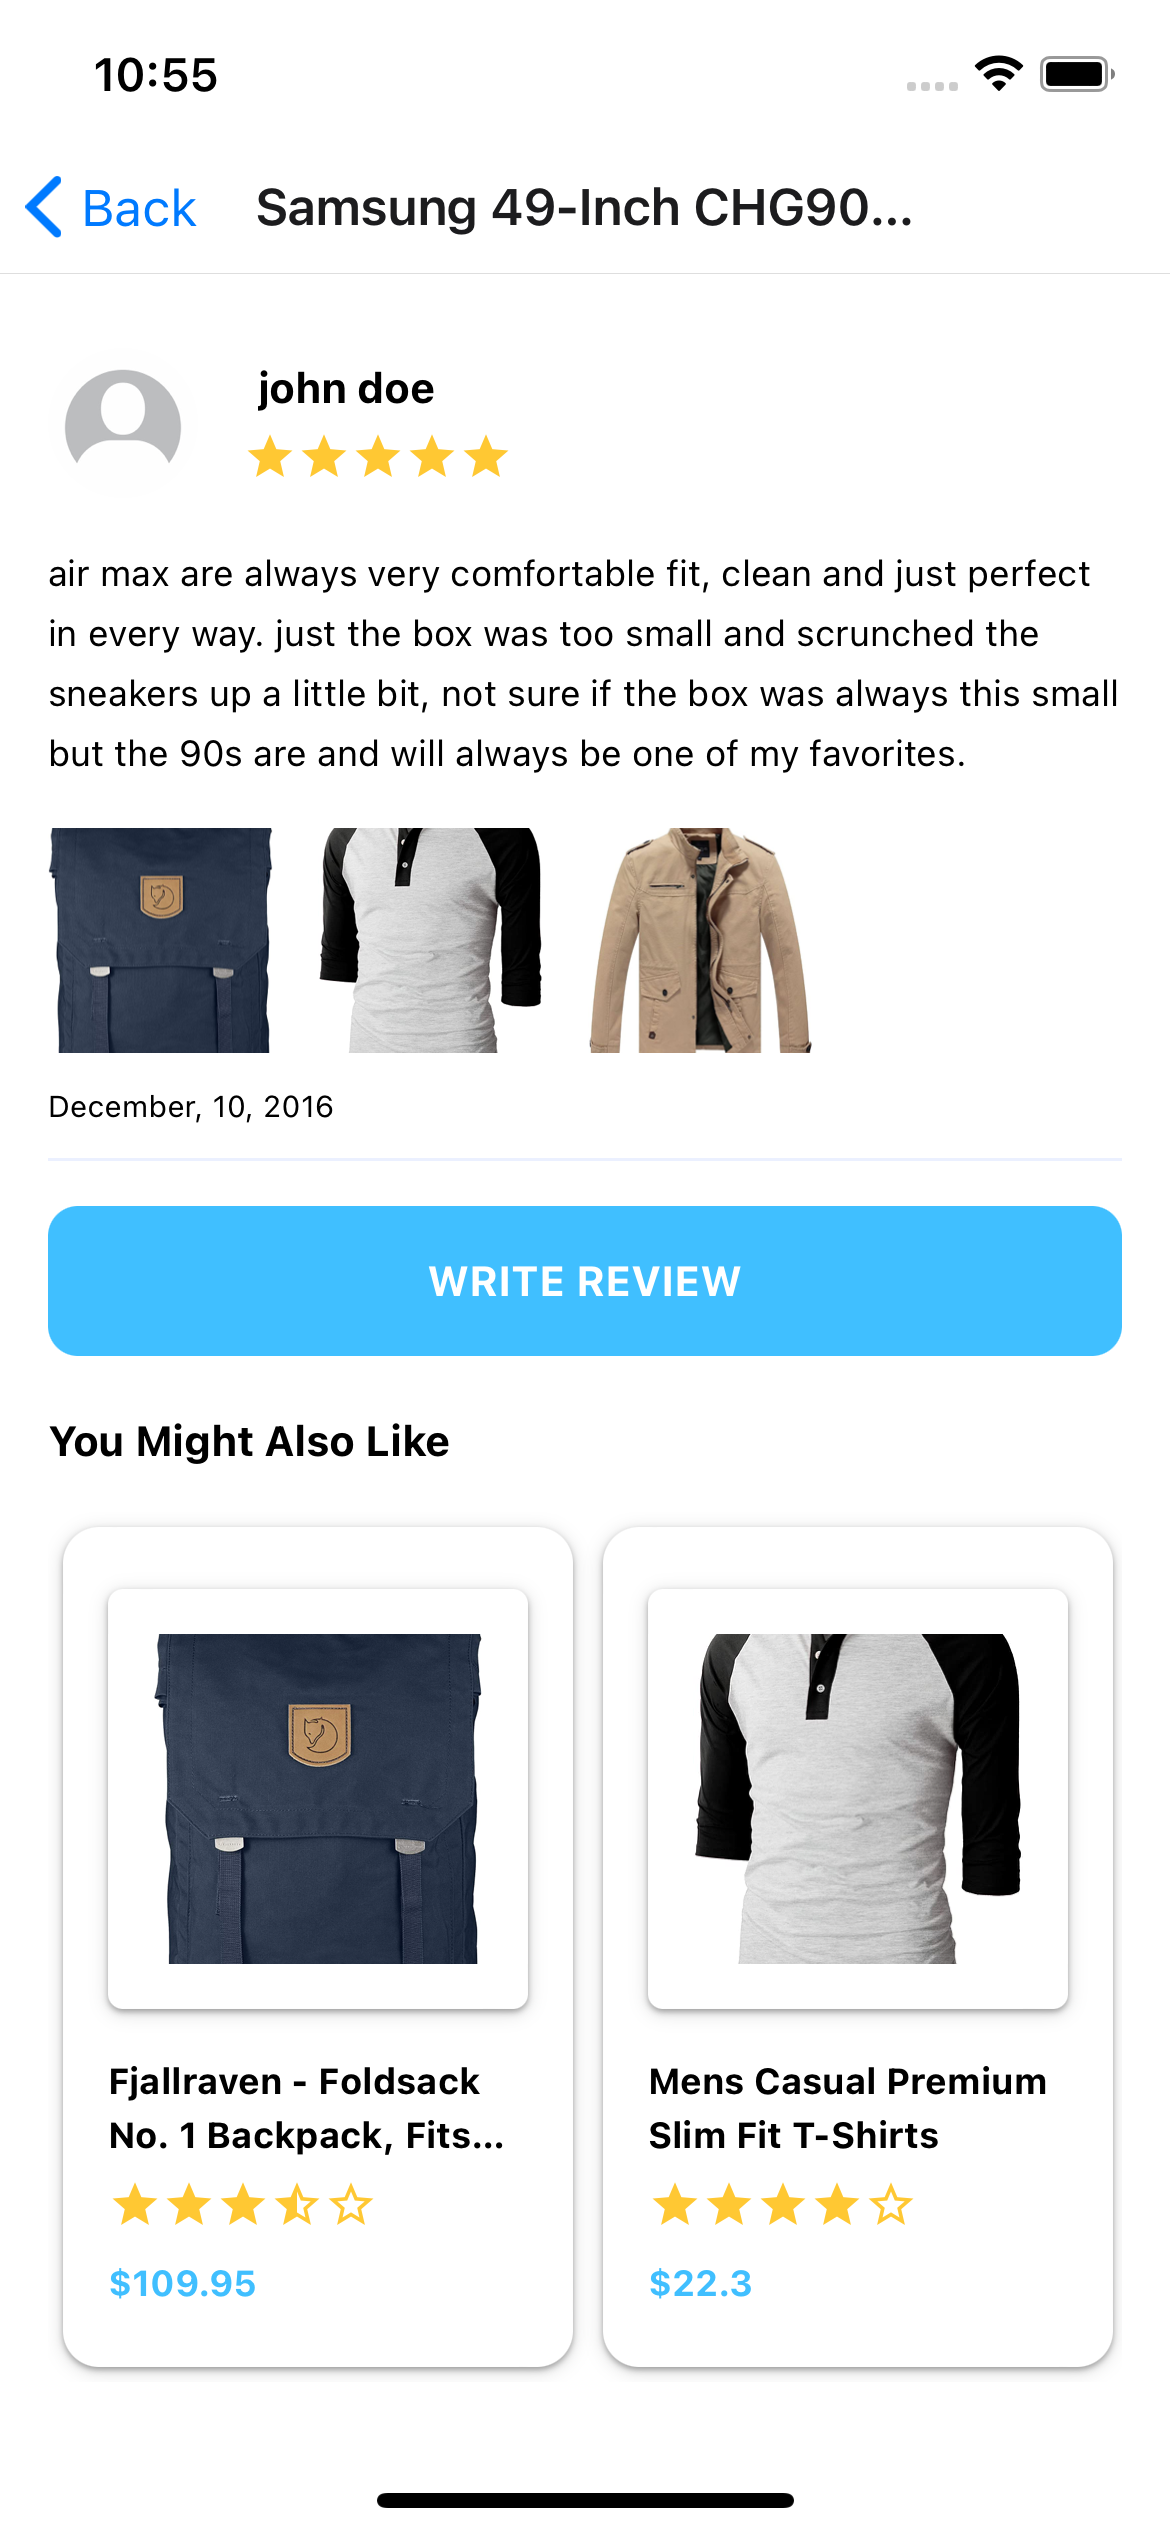 10:55
Back
Samsung 49-Inch CHG90...
john doe
air max are always very comfortable fit, clean and just perfect
in every way. just the box was too small and scrunched the
sneakers up a little bit, not sure if the box was always this small
but the 90s are and will always be one of my favorites.
December, 10, 2016
WRITE REVIEW
You Might Also Like
Fjallraven - Foldsack
No. 1 Backpack, Fits...
$109.95
Mens Casual Premium
Slim Fit T-Shirts
$22.3